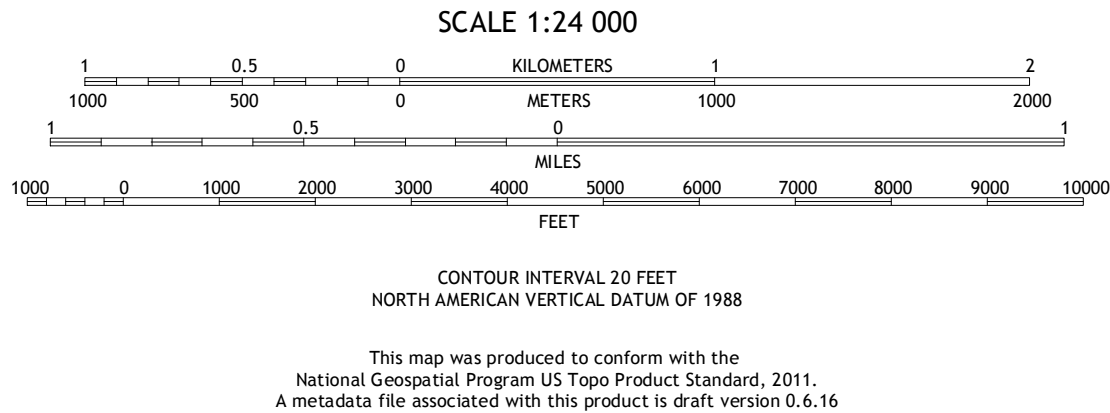 SCALE 1:24 000
1 0.5 0 KILOMETERS 1 2
1000 500 0 METERS 1000 2000
1 0.5 0 1
MILES
1000 0 1000 2000 3000 4000 5000 6000 7000 8000 9000 10000
FEET
CONTOUR INTERVAL 20 FEET
NORTH AMERICAN VERTICAL DATUM OF 1988
This map was produced to conform with the
National Geospatial Program US Topo Product Standard, 2011.
A metadata file associated with this product is draft version 0.6.16